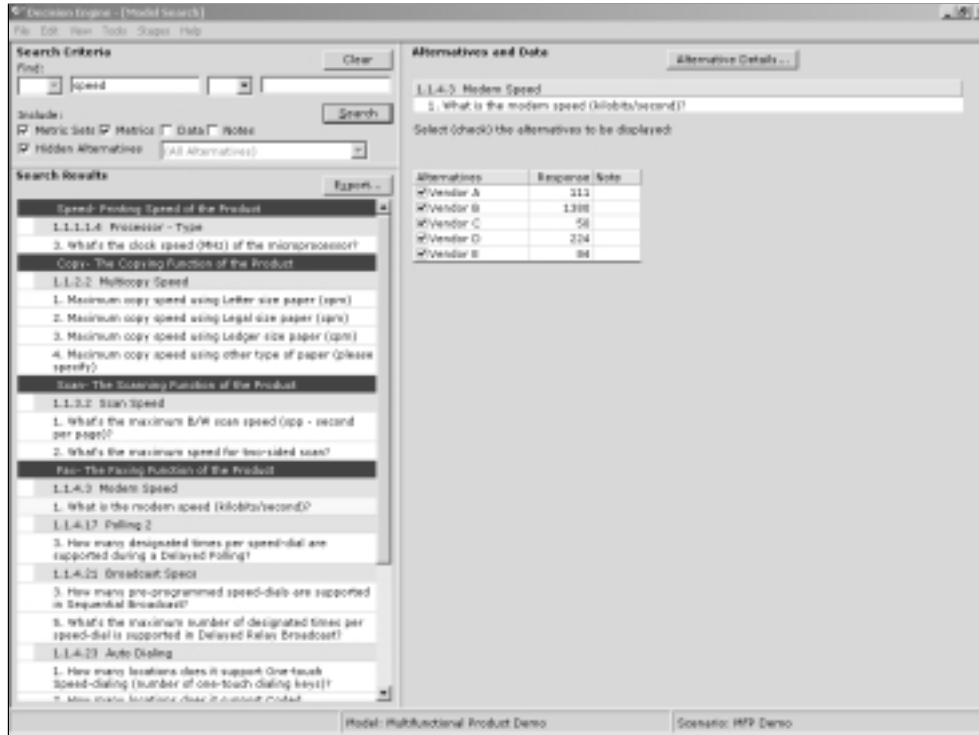 Decision Engine - [Model Search]
File Edit View Tools Stages Help
Search Criteria
Clear
Find:
speed
Search
Include:
Metric Sets Metrics Data Notes
Hidden Alternatives (All Alternatives)
Search Results
Export...
Speed- Printing Speed of the Product
1.1.1.1.4 Processor - Type
3. What's the clock speed (MHz) of the microprocessor?
Copy- The Copying Function of the Product
1.1.2.2 Multicopy Speed
1. Maximum copy speed using Letter size paper (cpm)
2. Maximum copy speed using Legal size paper (cpm)
3. Maximum copy speed using Ledger size paper (cpm)
4. Maximum copy speed using other type of paper (please
specify)
Scan- The Scanning Function of the Product
1.1.3.2 Scan Speed
1. What's the maximum B/W scan speed (spp - second
per page)?
2. What's the maximum speed for two-sided scan?
Fax- The Faxing Function of the Product
1.1.4.3 Modem Speed
1. What is the modem speed (kilobits/second)?
1.1.4.17 Polling 2
3. How many designated times per speed-dial are
supported during a Delayed Polling?
1.1.4.21 Broadcast Specs
3. How many pre-programmed speed-dials are supported
in Sequential Broadcast?
5. What's the maximum number of designated times per
speed-dial is supported in Delayed Relay Broadcast?
1.1.4.23 Auto Dialing
1. How many locations does it support One-touch
Speed-dialing (number of one-touch dialing keys)?
2. How many locations does it support Coded
Alternatives and Data
Alternative Details...
1.1.4.3 Modem Speed
1. What is the modem speed (kilobits/second)?
Select (check) the alternatives to be displayed:
Alternatives Response Note
Vendor A
Vendor B
Vendor C
Vendor D 224
Vendor E 84
Model: Multifunctional Product Demo
Scenario: MFP Demo